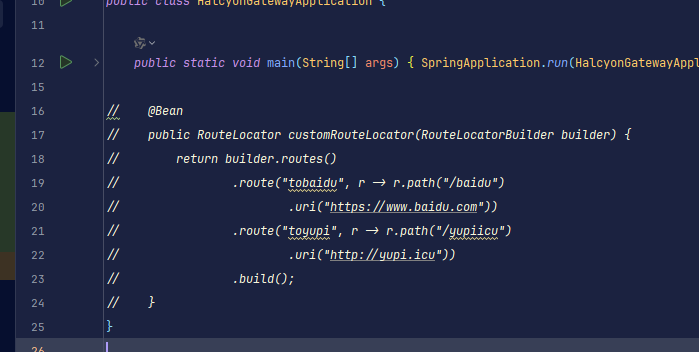 10 public class HalcyonGatewayApplication {
11
12 public static void main(String[] args) { SpringApplication.run(HalcyonGatewayAppl
15
16 // @Bean
17 // public RouteLocator customRouteLocator(RouteLocatorBuilder builder) {
18 // return builder.routes()
19 // .route("tobaidu", r -> r.path("/baidu")
20 // .uri("https://www.baidu.com"))
21 // .route("toyupi", r -> r.path("/yupiicu")
22 // .uri("http://yupi.icu"))
23 // .build();
24 // }
25 }
26